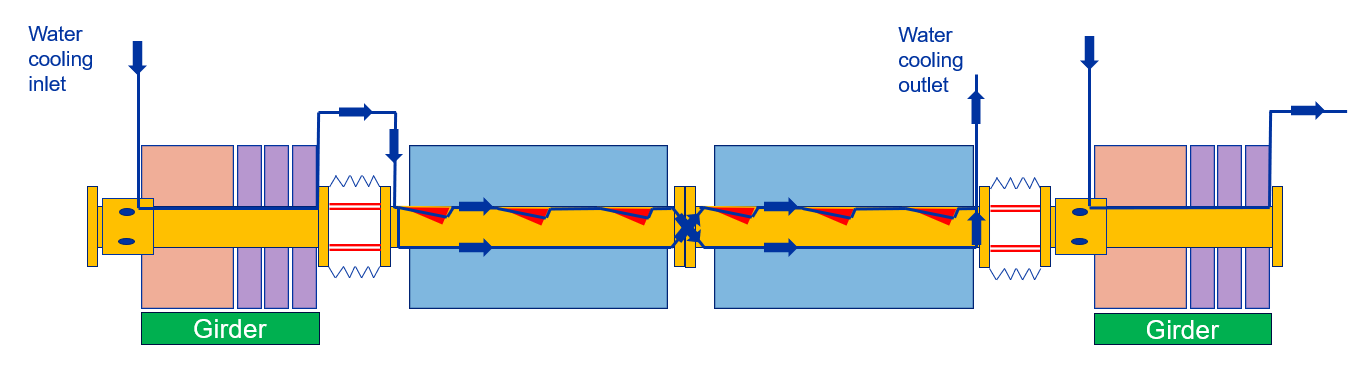 Water
cooling
inlet
Water
cooling
outlet
Girder
Girder